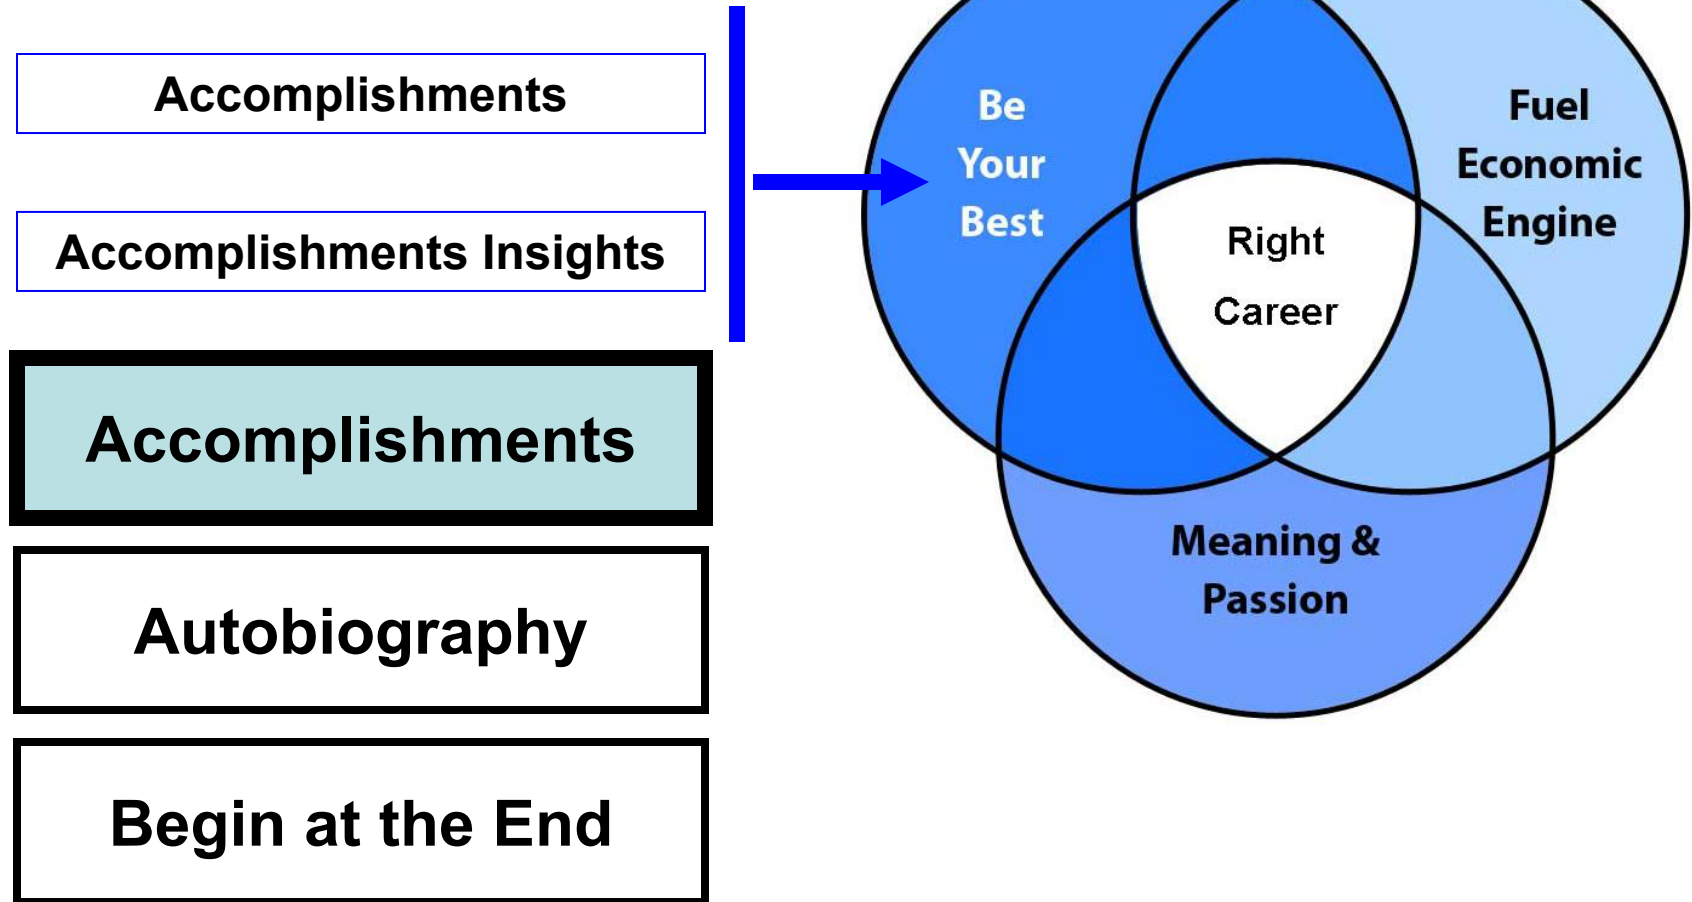 Accomplishments
Accomplishments Insights
Accomplishments
Autobiography
Begin at the End
Be
Your
Best
Fuel
Economic
Engine
Right
Career
Meaning &
Passion